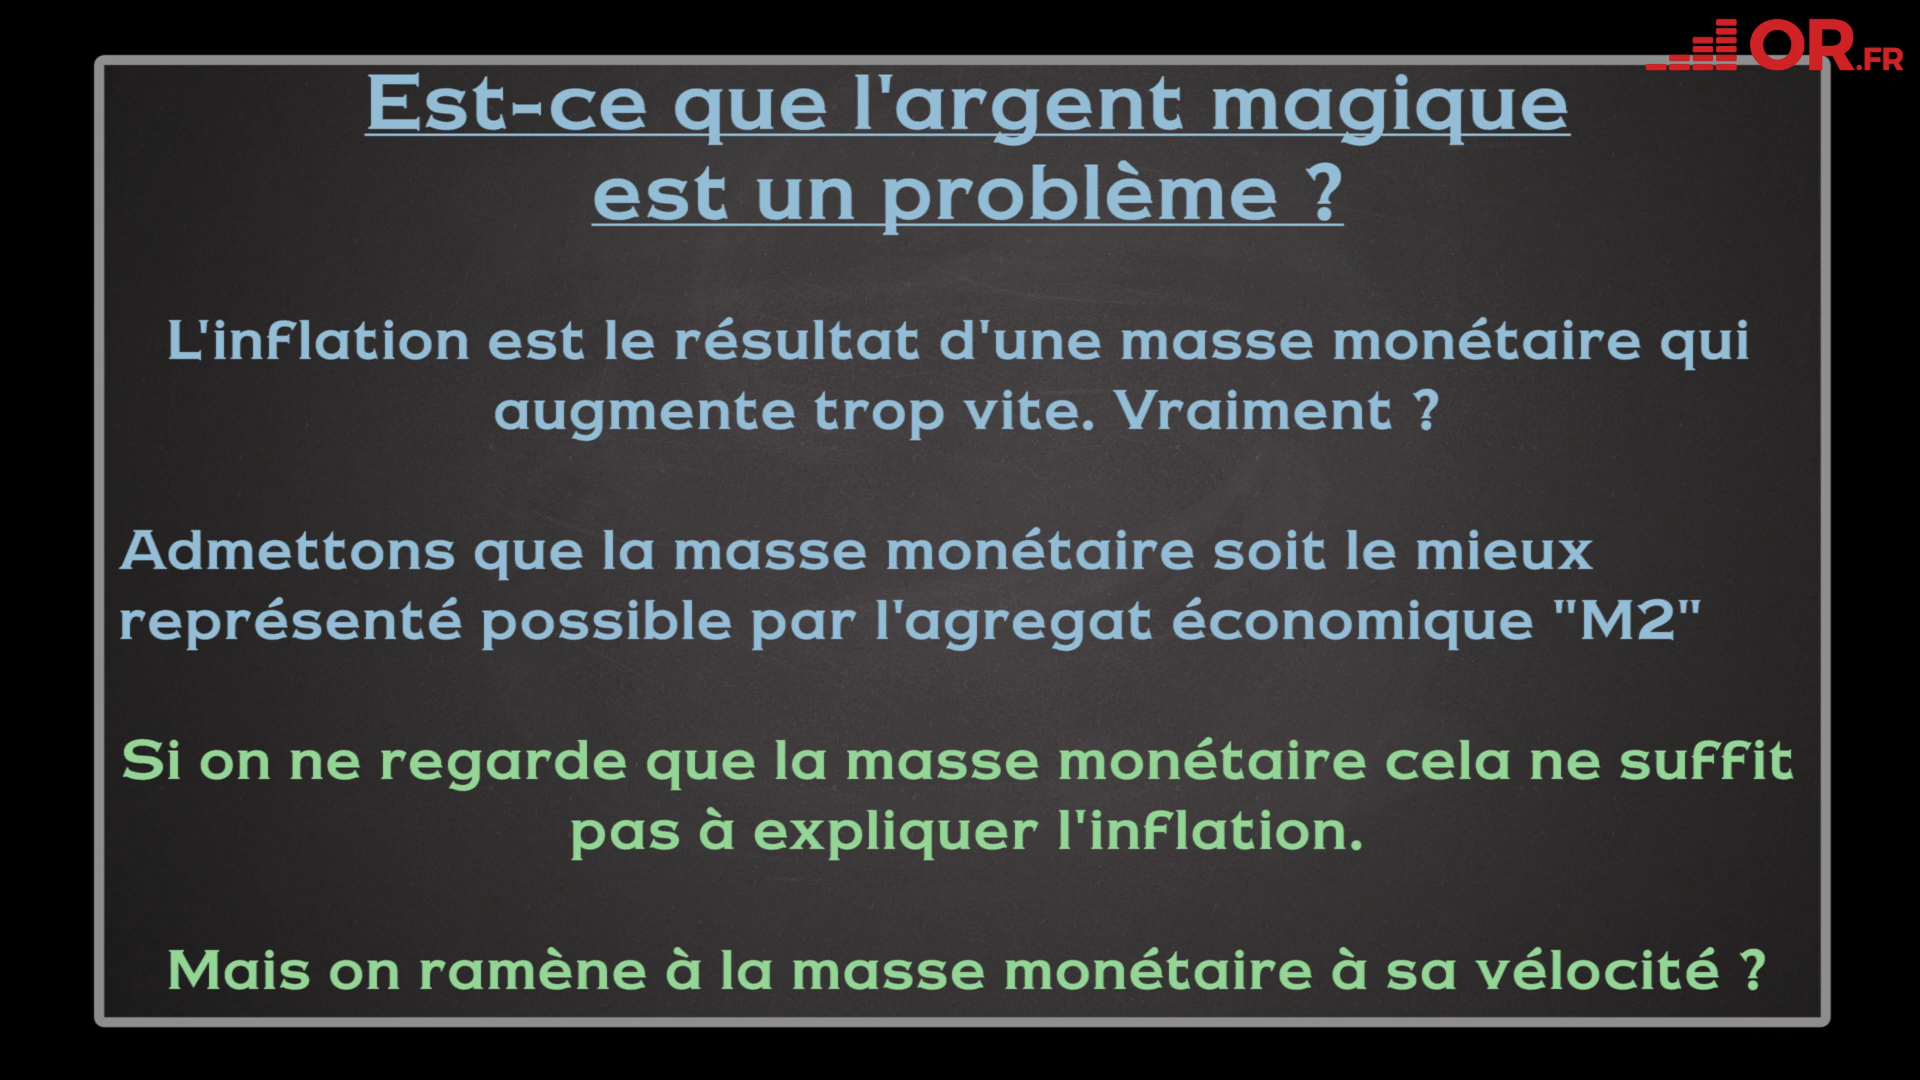 OR.FR
Est-ce que l'argent magique
est un problème ?
L'inflation est le résultat d'une masse monétaire qui
augmente trop vite. Vraiment ?
Admettons que la masse monétaire soit le mieux
représenté possible par l'agregat économique "M2"
Si on ne regarde que la masse monétaire cela ne suffit
pas à expliquer l'inflation.
Mais on ramène à la masse monétaire à sa vélocité ?